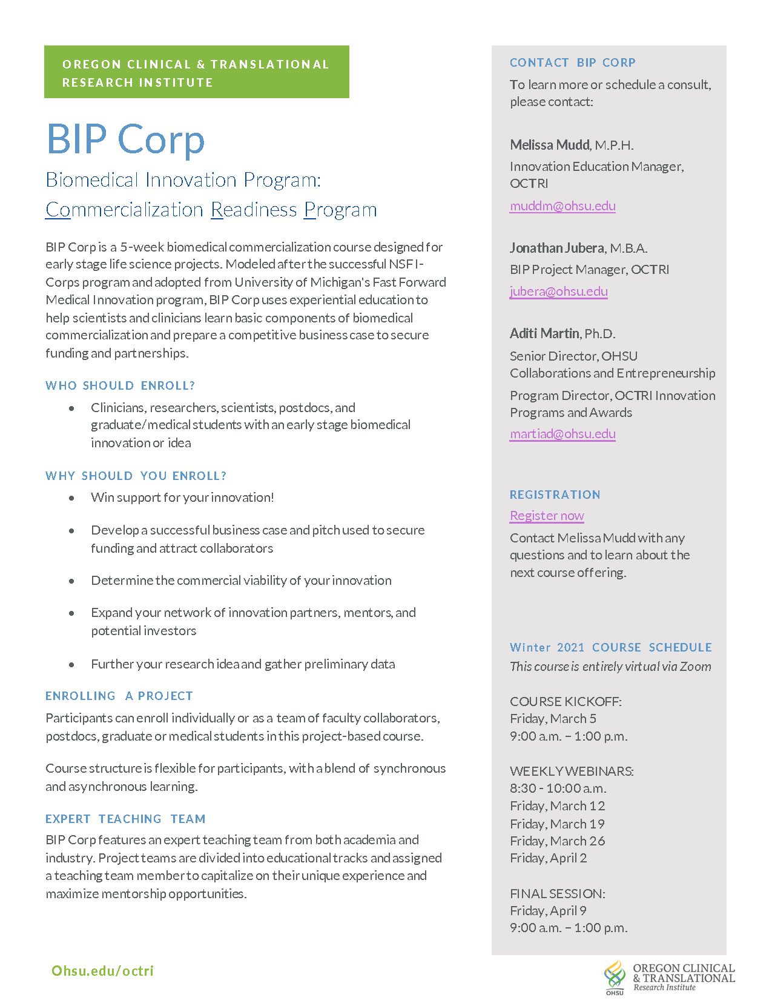 OREGON CLINICAL & TRANSLATIONAL
RESEARCH INSTITUTE
BIP Corp
Biomedical Innovation Program:
Commercialization Readiness Program
BIP Corp is a 5-week biomedical commercialization course designed for
early stage life science projects. Modeled after the successful NSF I-
Corps program and adopted from University of Michigan's Fast Forward
Medical Innovation program, BIP Corp uses experiential education to
help scientists and clinicians learn basic components of biomedical
commercialization and prepare a competitive business case to secure
funding and partnerships.
WHO SHOULD ENROLL?
• Clinicians, researchers, scientists, postdocs, and
graduate/medical students with an early stage biomedical
innovation or idea
WHY SHOULD YOU ENROLL?
• Win support for your innovation!
• Develop a successful business case and pitch used to secure
funding and attract collaborators
• Determine the commercial viability of your innovation
• Expand your network of innovation partners, mentors, and
potential investors
• Further your research idea and gather preliminary data
ENROLLING A PROJECT
Participants can enroll individually or as a team of faculty collaborators,
postdocs, graduate or medical students in this project-based course.
Course structure is flexible for participants, with a blend of synchronous
and asynchronous learning.
EXPERT TEACHING TEAM
BIP Corp features an expert teaching team from both academia and
industry. Project teams are divided into educational tracks and assigned
a teaching team member to capitalize on their unique experience and
maximize mentorship opportunities.
CONTACT BIP CORP
To learn more or schedule a consult,
please contact:
Melissa Mudd, M.P.H.
Innovation Education Manager,
OCTRI
muddm@ohsu.edu
Jonathan Jubera, M.B.A.
BIP Project Manager, OCTRI
jubera@ohsu.edu
Aditi Martin, Ph.D.
Senior Director, OHSU
Collaborations and Entrepreneurship
Program Director, OCTRI Innovation
Programs and Awards
martiad@ohsu.edu
REGISTRATION
Register now
Contact Melissa Mudd with any
questions and to learn about the
next course offering.
Winter 2021 COURSE SCHEDULE
This course is entirely virtual via Zoom
COURSE KICKOFF:
Friday, March 5
9:00 a.m. – 1:00 p.m.
WEEKLY WEBINARS:
8:30 - 10:00 a.m.
Friday, March 12
Friday, March 19
Friday, March 26
Friday, April 2
FINAL SESSION:
Friday, April 9
9:00 a.m. – 1:00 p.m.
Ohsu.edu/octri
OHSU
OREGON CLINICAL
& TRANSLATIONAL
Research Institute